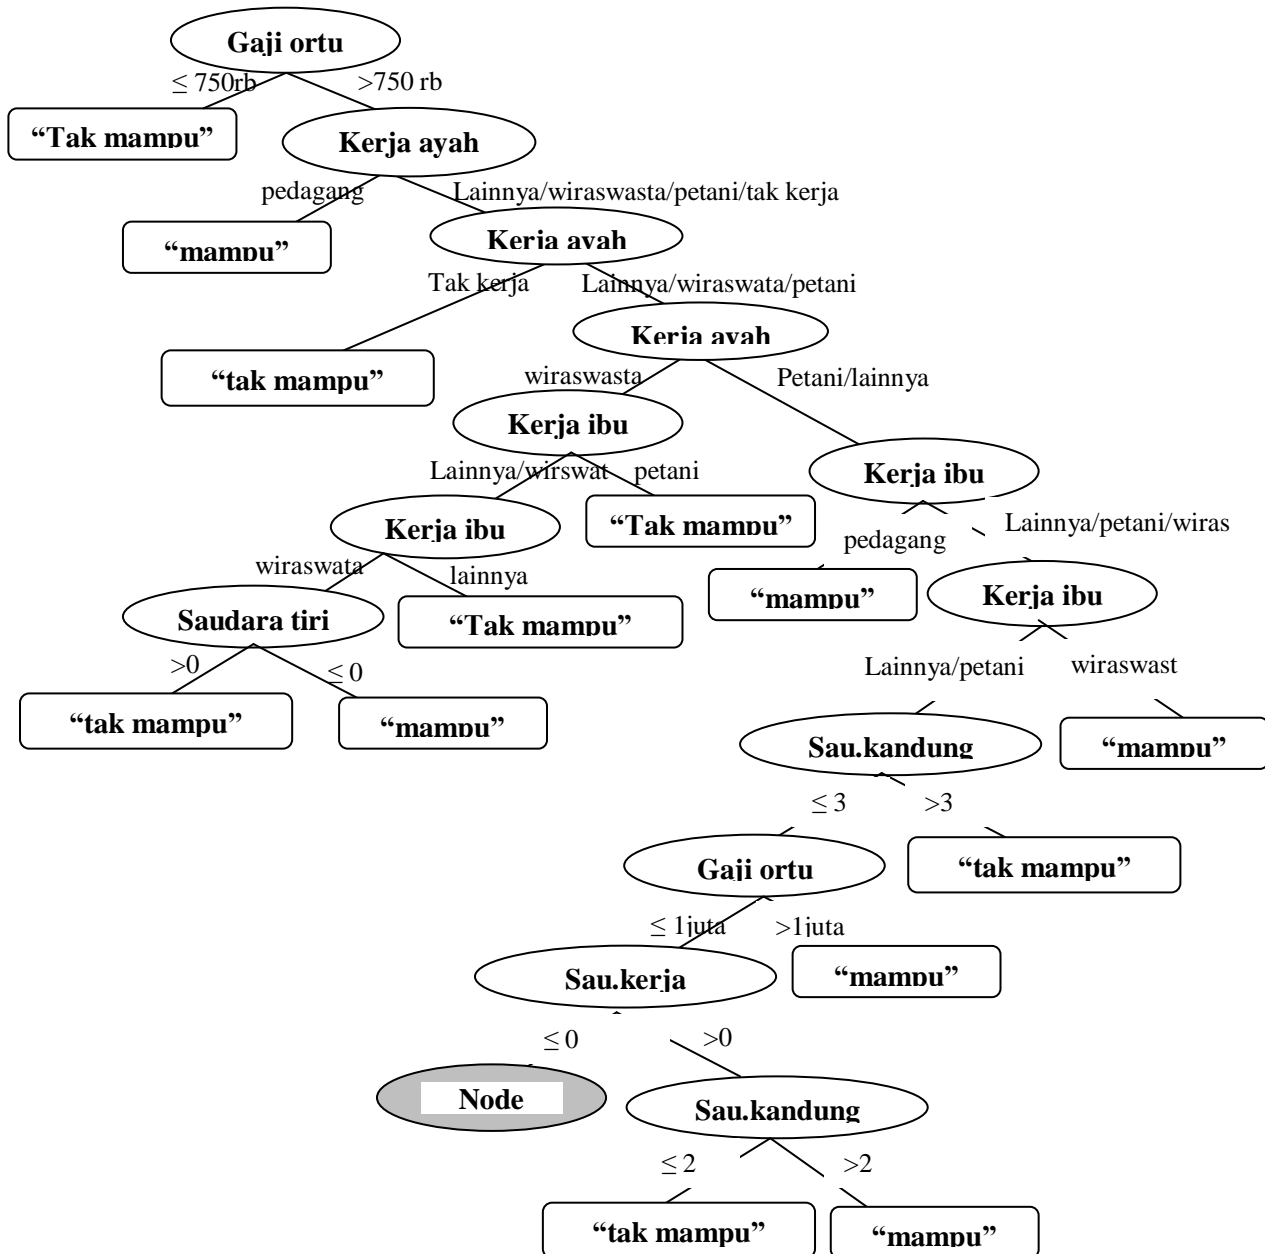 Gaji ortu
≤ 750rb
>750 rb
“Tak mampu”
Kerja ayah
pedagang
Lainnya/wiraswasta/petani/tak kerja
“mampu”
Kerja ayah
Tak kerja
Lainnya/wiraswata/petani
Kerja ayah
“tak mampu”
wiraswasta
Petani/lainnya
Kerja ibu
Kerja ibu
Lainnya/wirswat
petani
Kerja ibu
“Tak mampu”
pedagang
Lainnya/petani/wiras
wiraswata
lainnya
“mampu”
Kerja ibu
Saudara tiri
“Tak mampu”
>0
≤ 0
Lainnya/petani
wiraswast
“tak mampu”
“mampu”
Sau.kandung
“mampu”
≤ 3
>3
Gaji ortu
“tak mampu”
≤ 1juta
>1juta
Sau.kerja
“mampu”
≤ 0
>0
Node
Sau.kandung
≤ 2
>2
“tak mampu”
“mampu”